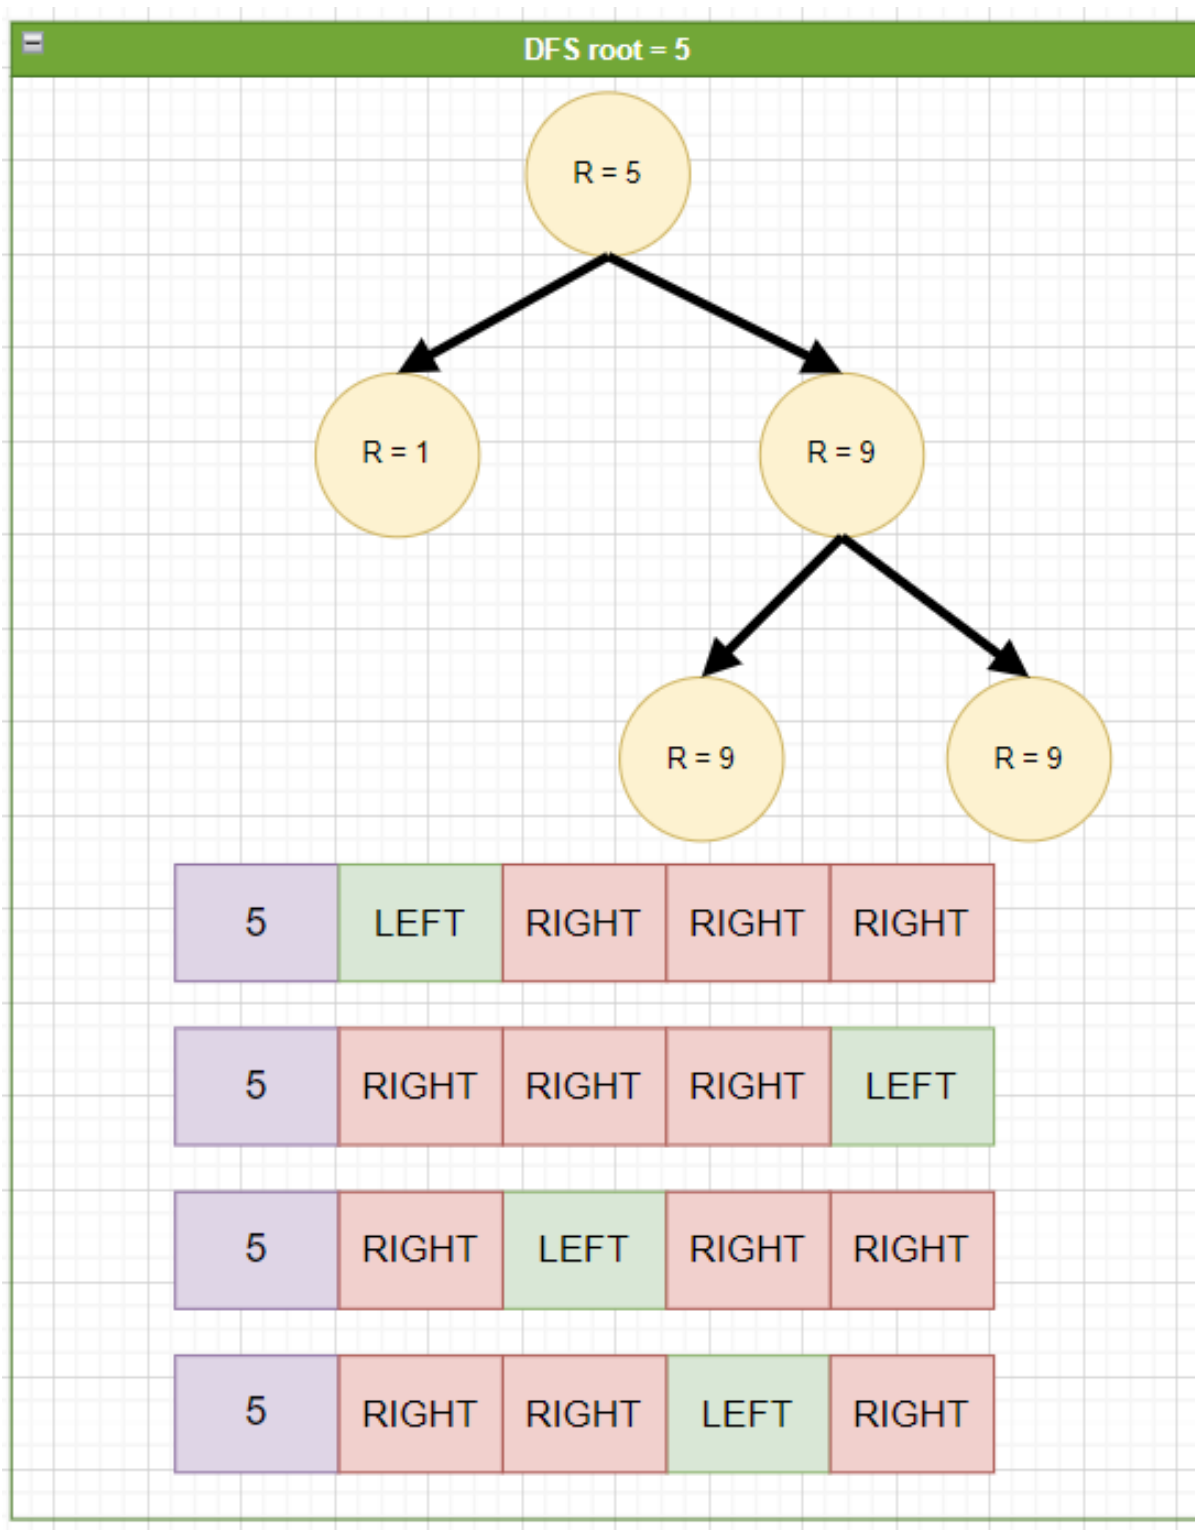 DFS root = 5
R = 5
R = 1 R = 9
R = 9 R = 9
5 LEFT RIGHT RIGHT RIGHT
5 RIGHT RIGHT RIGHT LEFT
5 RIGHT LEFT RIGHT RIGHT
5 RIGHT RIGHT LEFT RIGHT